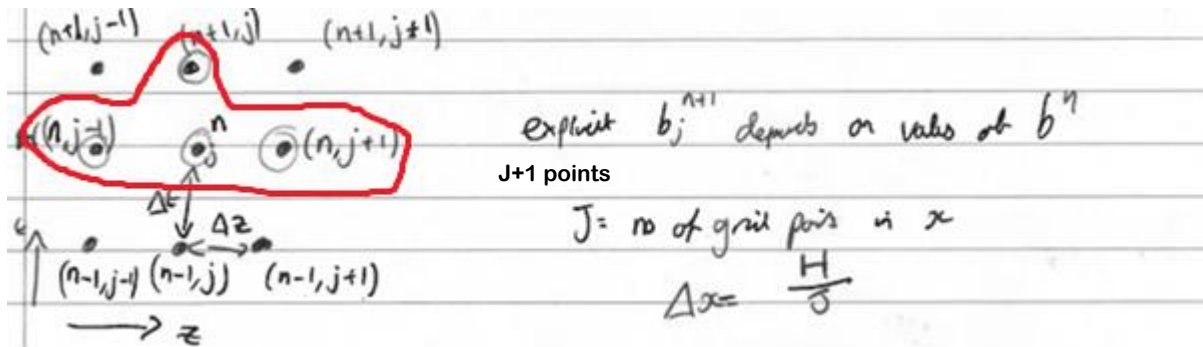 (n+1, j-1) (n+1, j) (n+1, j+1)
(n, j-1) n j (n, j+1)
explicit b_j^{n+1} depends on values of b^n
J+1 points
Δt
Δz
J = no of grid points in x
t
(n-1, j-1) (n-1, j) (n-1, j+1)
Δx = H/J
z